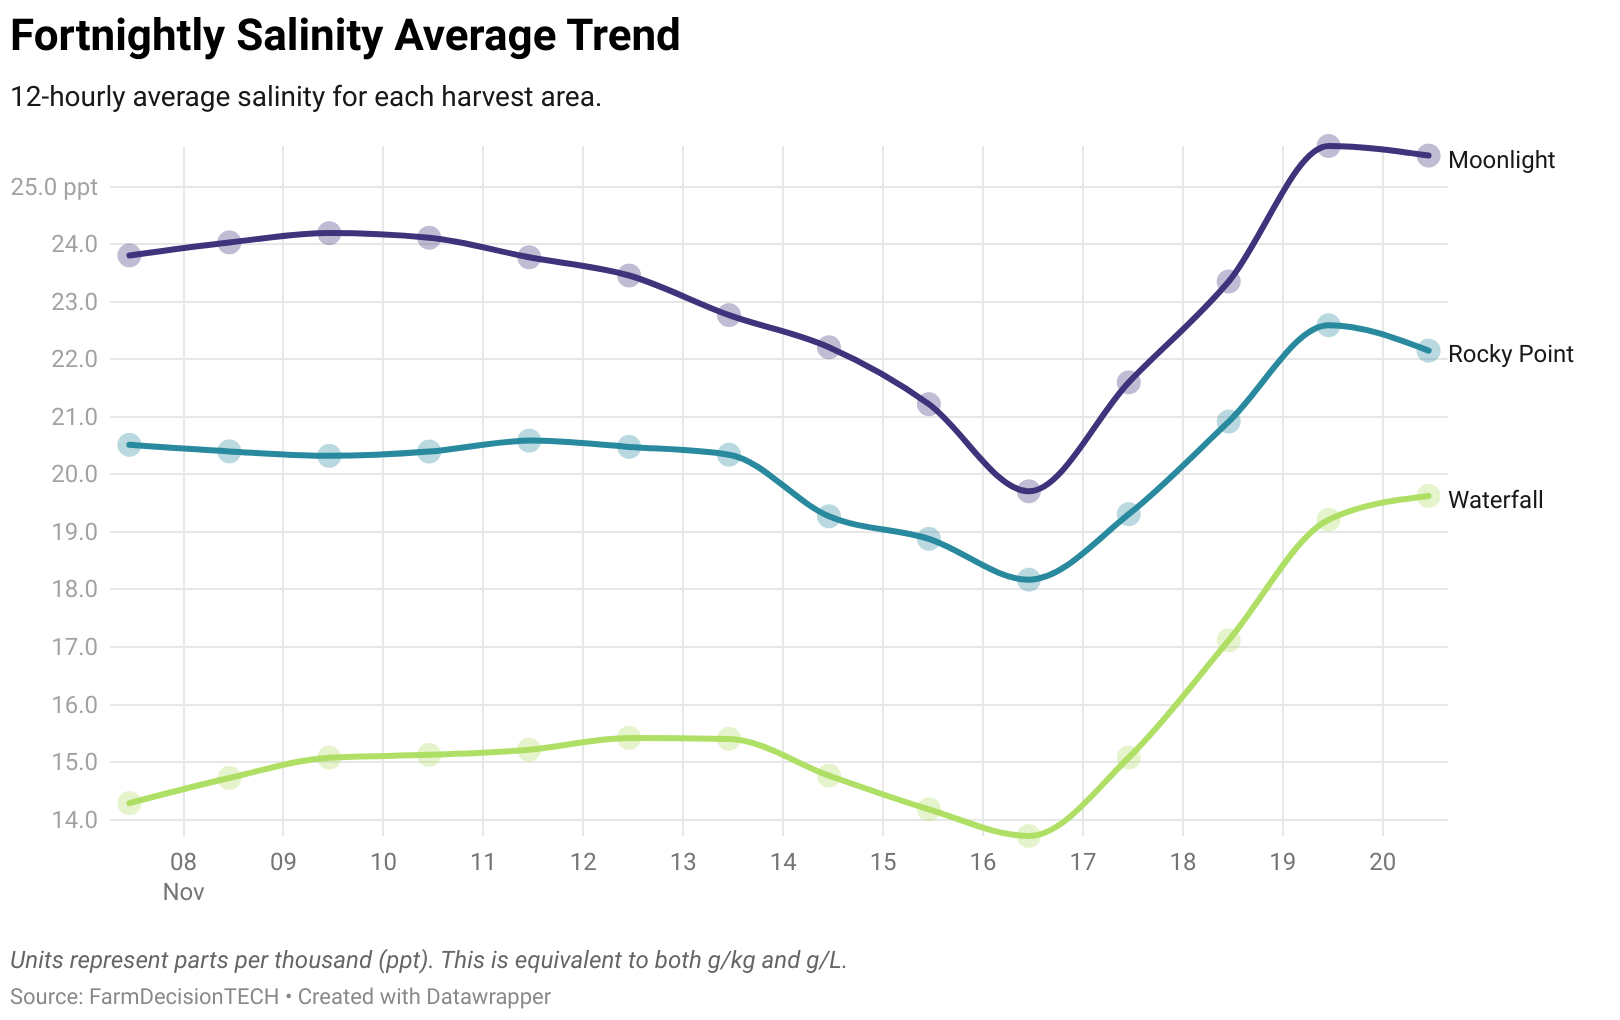 Fortnightly Salinity Average Trend
12-hourly average salinity for each harvest area.
25.0 ppt
24.0
23.0
22.0
21.0
20.0
19.0
18.0
17.0
16.0
15.0
14.0
Moonlight
Rocky Point
Waterfall
08 09 10 11 12 13 14 15 16 17 18 19 20
Nov
Units represent parts per thousand (ppt). This is equivalent to both g/kg and g/L.
Source: FarmDecisionTECH • Created with Datawrapper